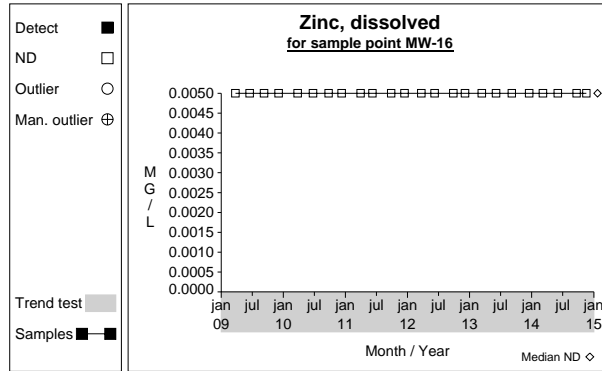 Detect
ND
Outlier
Man. outlier
Trend test
Samples
Zinc, dissolved
for sample point MW-16
M
G
/
L
0.0050
0.0045
0.0040
0.0035
0.0030
0.0025
0.0020
0.0015
0.0010
0.0005
0.0000
jan jul jan jul jan jul jan jul jan jul jan jul jan
09 10 11 12 13 14 15
Month / Year
Median ND